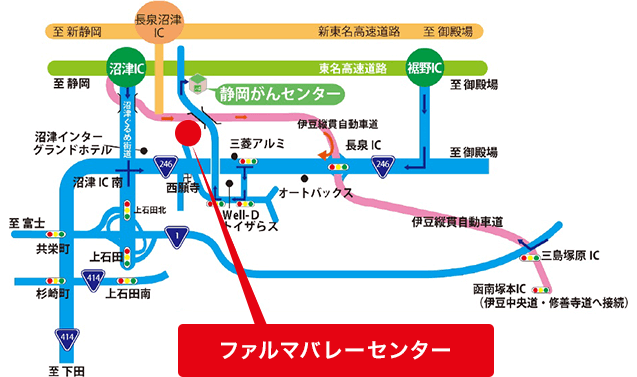 長泉沼津
IC
至 新静岡
新東名高速道路
至 御殿場
沼津IC
東名高速道路
裾野IC
至 静岡
至 御殿場
静岡がんセンター
沼津ぐるめ街道
伊豆縦貫自動車道
沼津インター
グランドホテル
三菱アルミ
長泉 IC
至 御殿場
246
246
沼津 IC 南
西願寺
オートバックス
上石田北
Well-D
トイザらス
至 富士
伊豆縦貫自動車道
1
共栄町
上石田
三島塚原 IC
414
杉崎町
上石田南
函南塚本IC
(伊豆中央道・修善寺道へ接続)
414
ファルマバレーセンター
至 下田